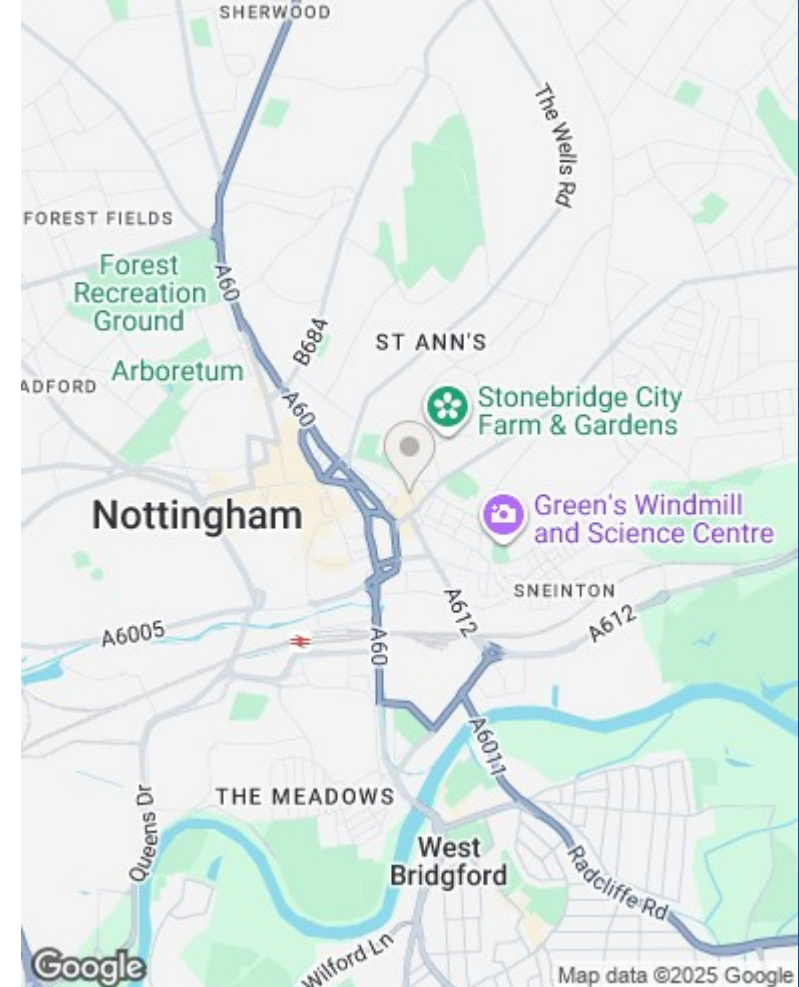 SHERWOOD
The Wells Rd
FOREST FIELDS
Forest
Recreation
Ground
A60
B684
ST ANN'S
ADFORD
Arboretum
A60
Stonebridge City
Farm & Gardens
Nottingham
Green's Windmill
and Science Centre
SNEINTON
A612
A612
A6005
A60
A6011
THE MEADOWS
Queens Dr
West
Bridgford
Radcliffe Rd
Wilford Ln
Google
Map data ©2025 Google